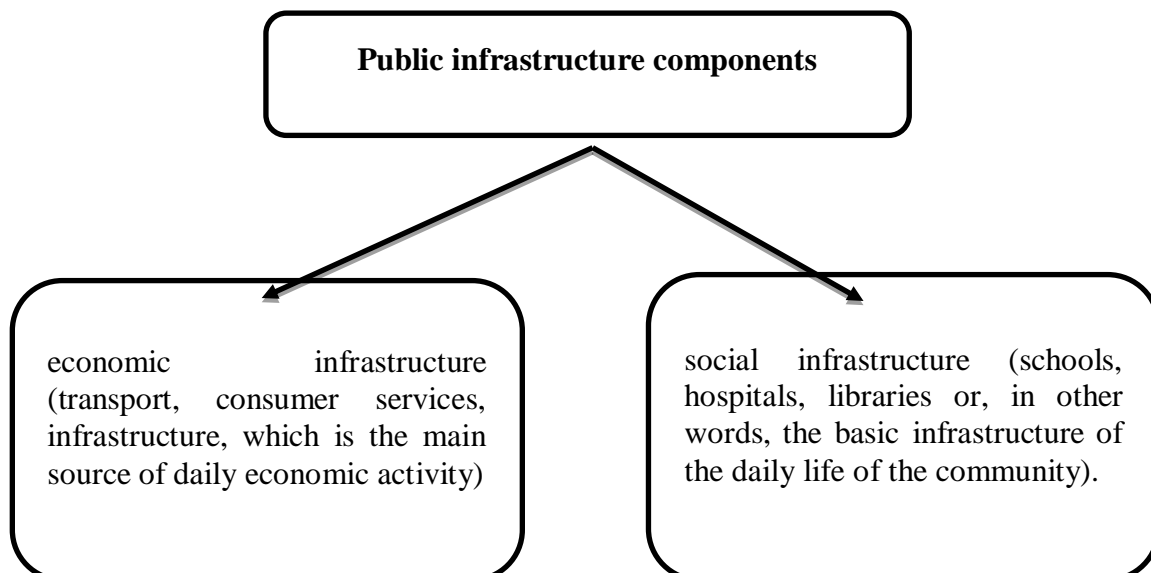 Public infrastructure components
economic infrastructure
(transport, consumer services,
infrastructure, which is the main
source of daily economic activity)
social infrastructure (schools,
hospitals, libraries or, in other
words, the basic infrastructure of
the daily life of the community).